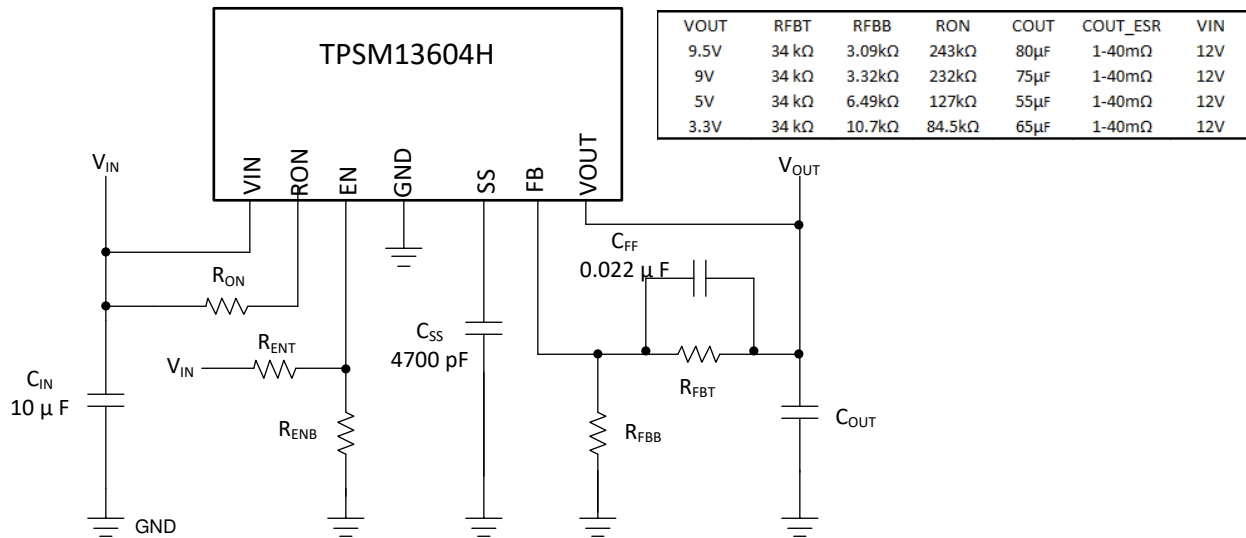 TPSM13604H
VIN
RON
EN
GND
SS
FB
VOUT
VOUT RFBT RFBB RON COUT COUT_ESR VIN
9.5V 34 kΩ 3.09kΩ 243kΩ 80µF 1-40mΩ 12V
9V 34 kΩ 3.32kΩ 232kΩ 75µF 1-40mΩ 12V
5V 34 kΩ 6.49kΩ 127kΩ 55µF 1-40mΩ 12V
3.3V 34 kΩ 10.7kΩ 84.5kΩ 65µF 1-40mΩ 12V
VIN
VOUT
CFF
0.022 µ F
RON
CSS
4700 pF
RENT
VIN
CIN
10 µ F
RFBT
RENB
RFBB
COUT
GND